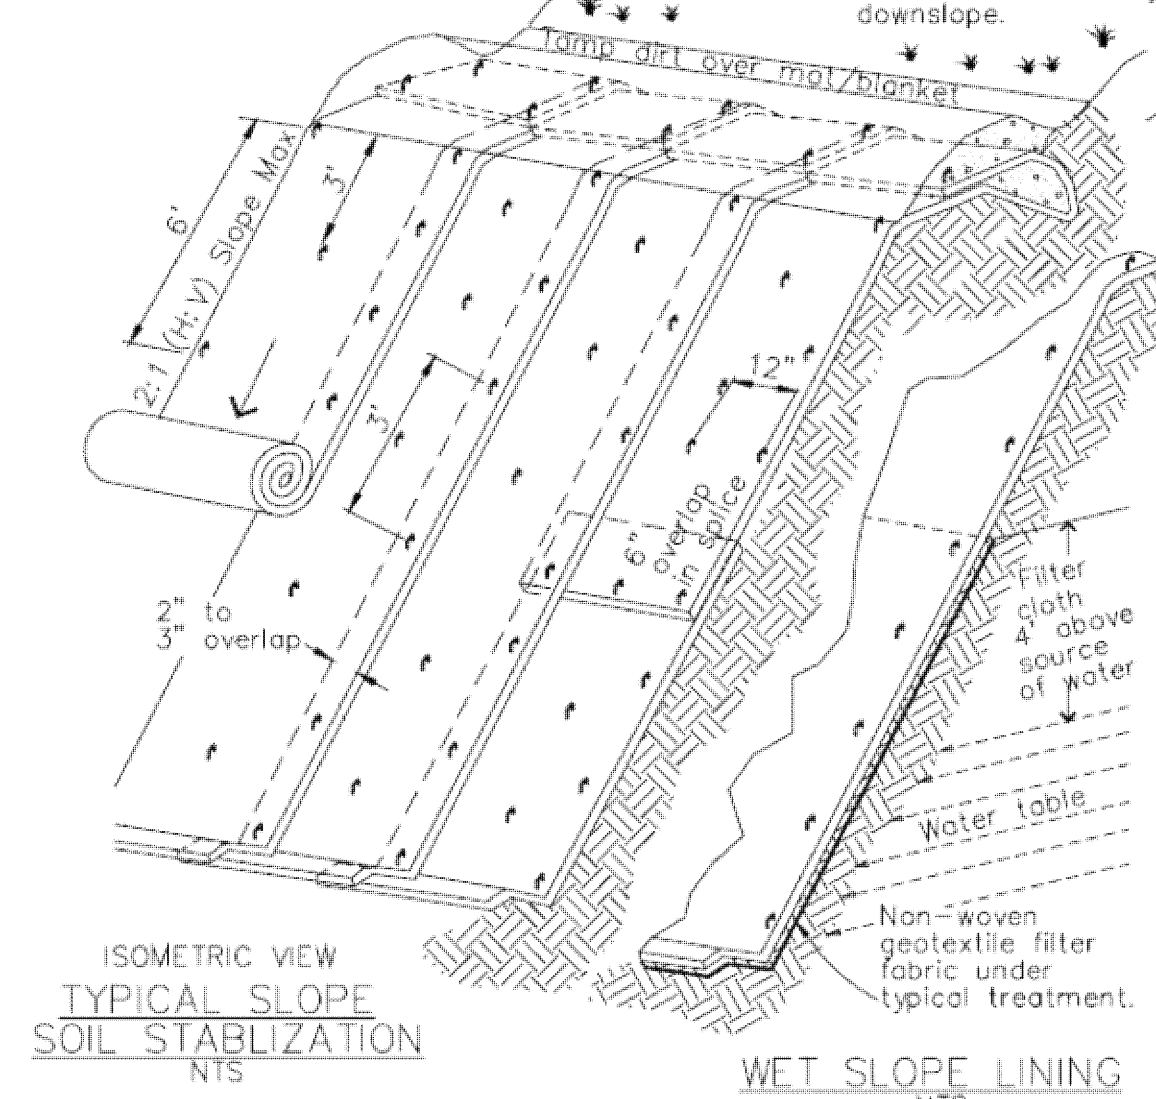 downslope.
Tamp dirt over mat/blanket
6'
2:1 (H:V) Slope Max.
3'
12"
3'
6"
overlap
in splice
2" to
3" overlap
Filter
cloth
4' above
source
of water
Water table
Non-woven
geotextile filter
fabric under
typical treatment.
ISOMETRIC VIEW
TYPICAL SLOPE
SOIL STABLIZATION
NTS
WET SLOPE LINING